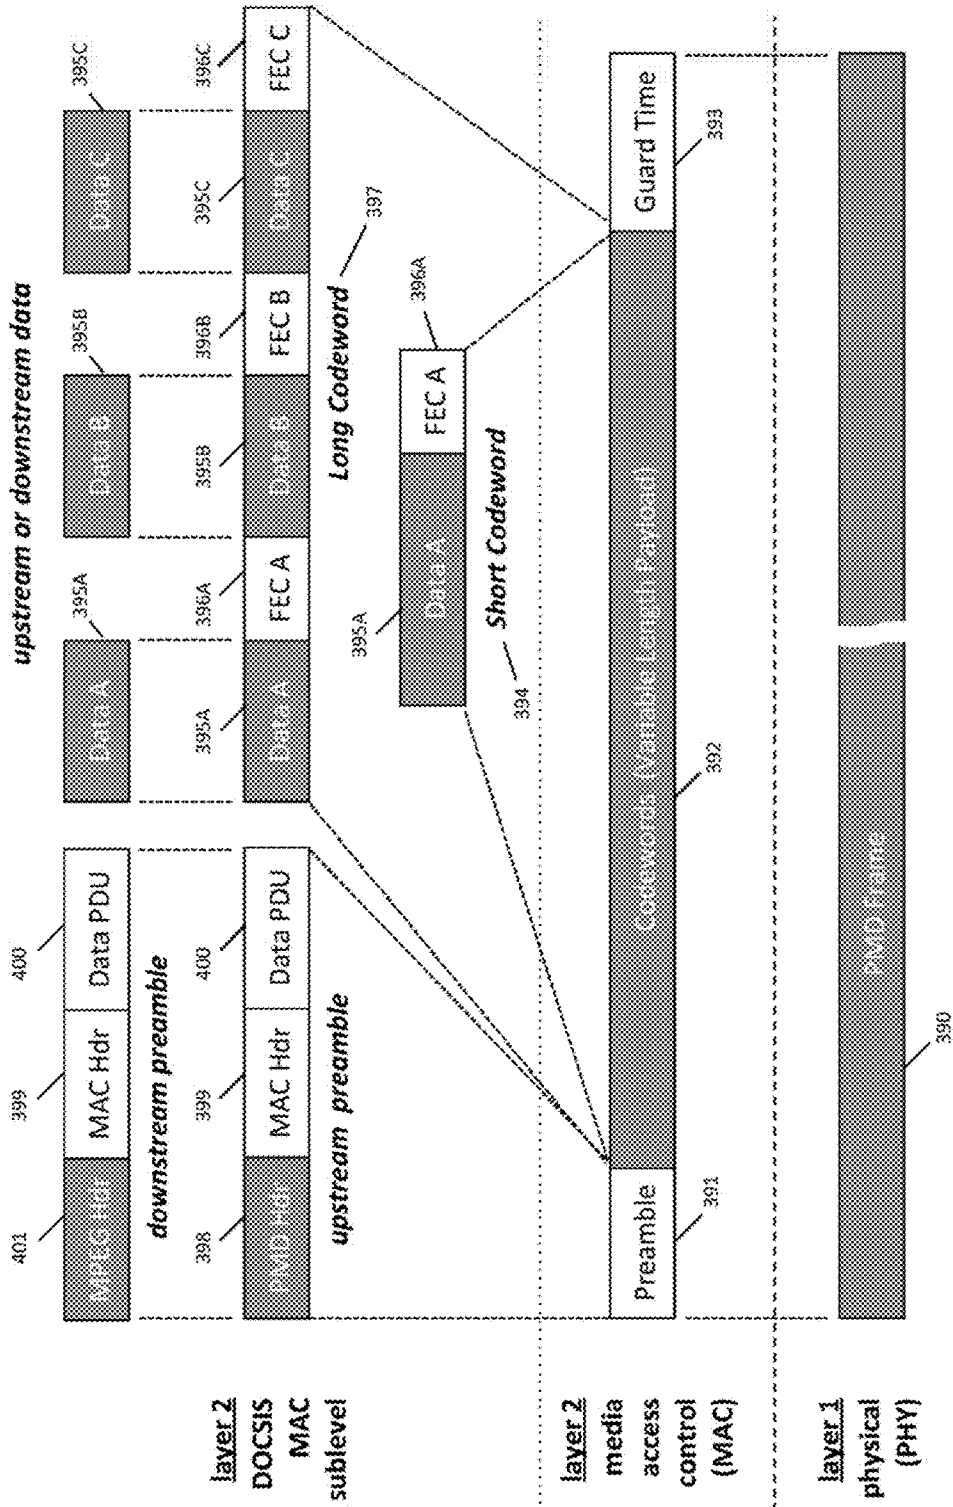 upstream or downstream data
401
399
400
395A
395B
395C
MPEG Hdr
MAC Hdr
Data PDU
Data A
Data B
Data C
downstream preamble
398
399
400
395A
396A
395B
396B
395C
396C
layer 2
DOCSIS
MAC
sublevel
PMD Hdr
MAC Hdr
Data PDU
Data A
FEC A
Data B
FEC B
Data C
FEC C
upstream preamble
Long Codeword
397
395A
396A
Data A
FEC A
Short Codeword
394
layer 2
media
access
control
(MAC)
Preamble
Codewords (Variable Length Payload)
Guard Time
391
392
393
layer 1
physical
(PHY)
PMD Frame
390